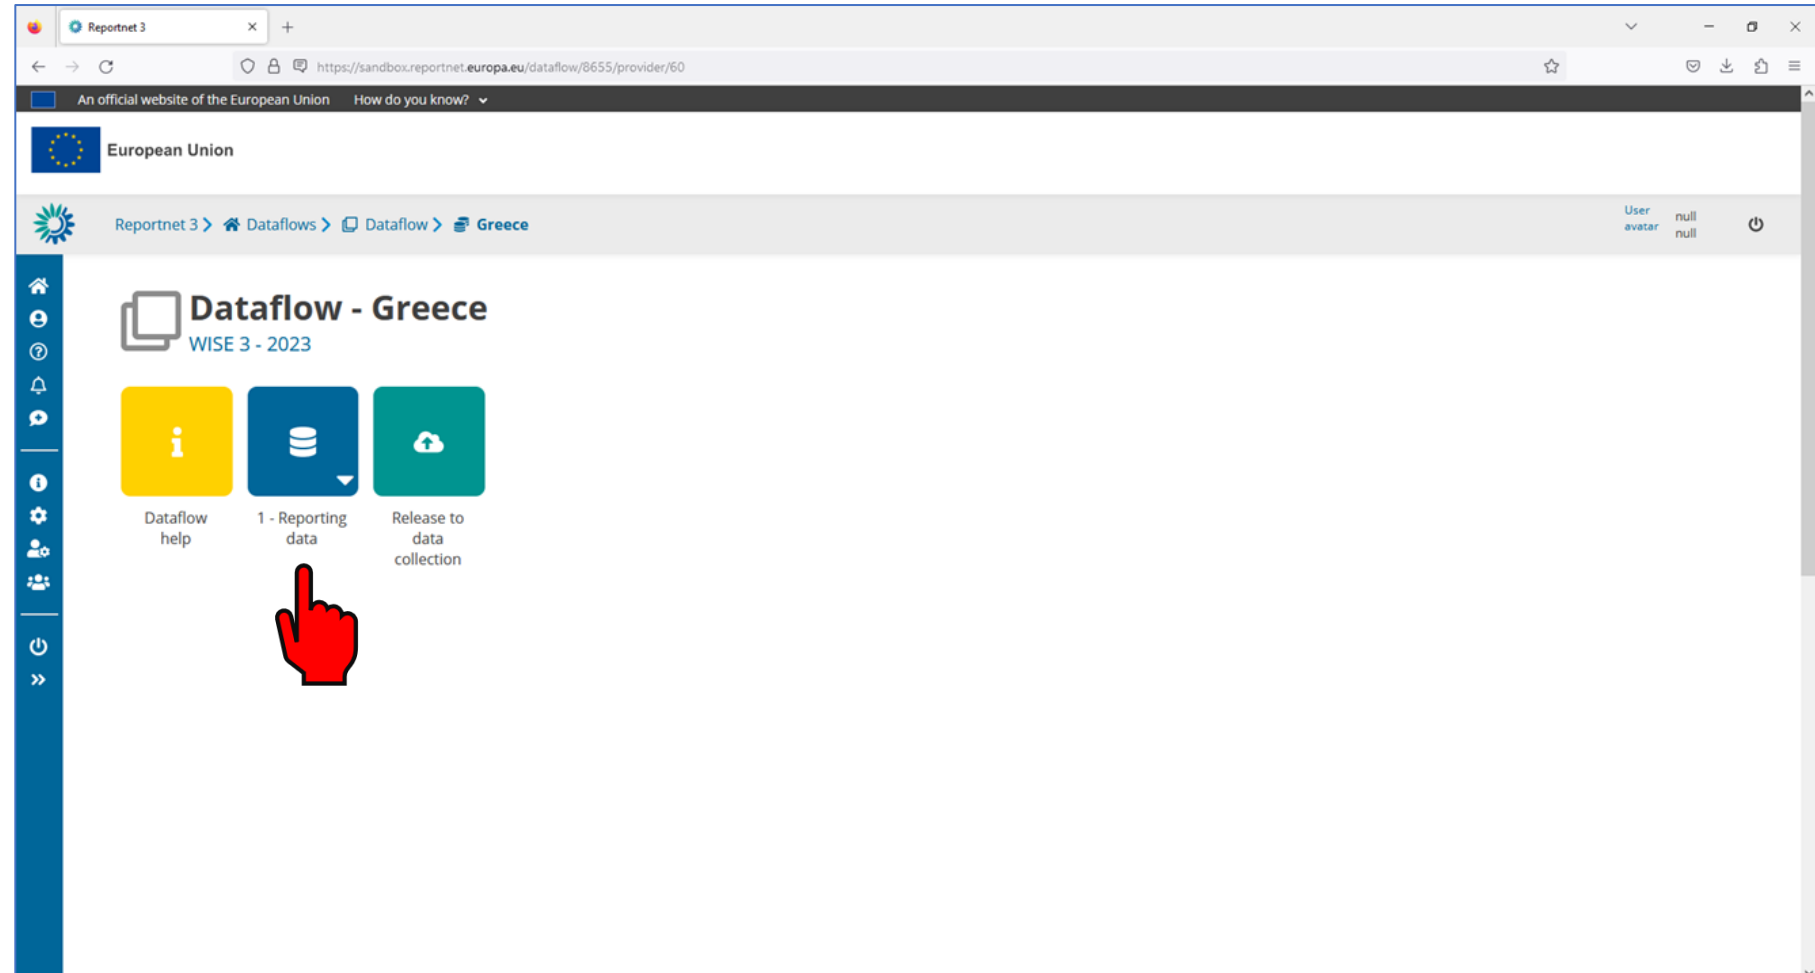 Reportnet 3
https://sandbox.reportnet.europa.eu/dataflow/8655/provider/60
An official website of the European Union How do you know?
European Union
Reportnet 3 Dataflows Dataflow Greece
User avatar
null
null
Dataflow - Greece
WISE 3 - 2023
Dataflow
help
1 - Reporting
data
Release to
data
collection